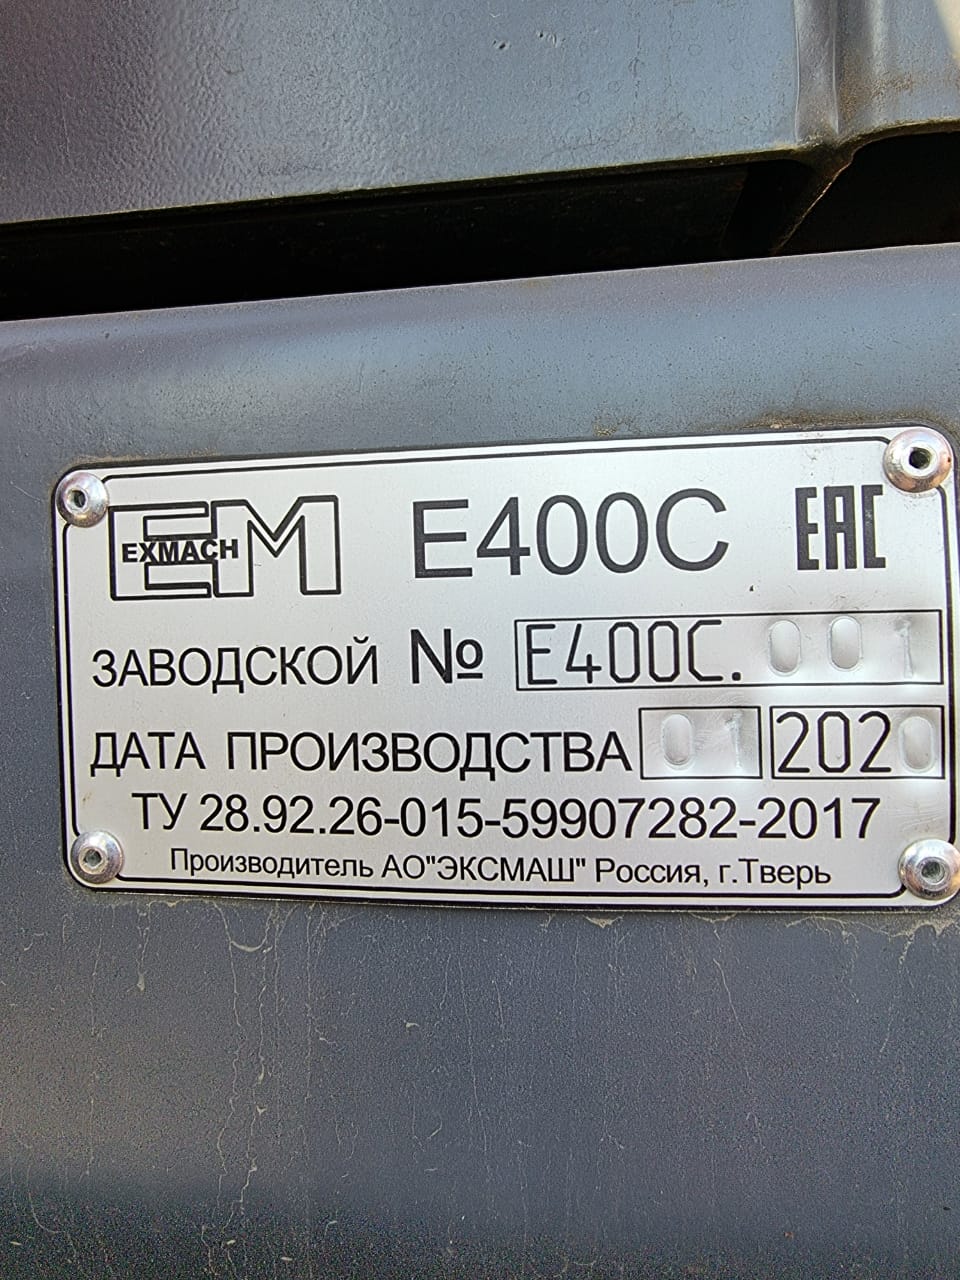 EM EXMACH E400C EAC
ЗАВОДСКОЙ № E400C. 001
ДАТА ПРОИЗВОДСТВА 01 2020
ТУ 28.92.26-015-59907282-2017
Производитель АО"ЭКСМАШ" Россия, г.Тверь